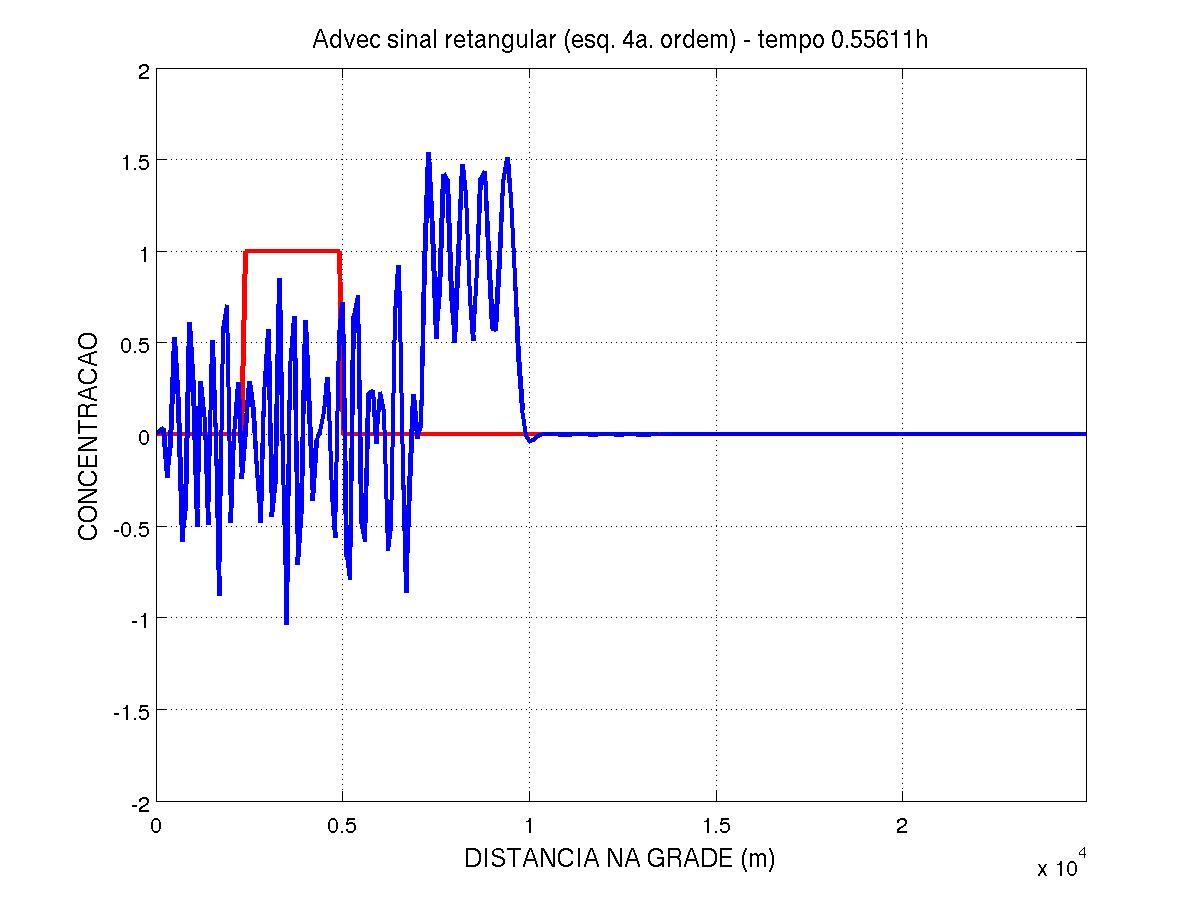 Advec sinal retangular (esq. 4a. ordem) - tempo 0.55611h
2
1.5
1
0.5
0
-0.5
-1
-1.5
-2
CONCENTRACAO
0 0.5 1 1.5 2
DISTANCIA NA GRADE (m)
x 10^4